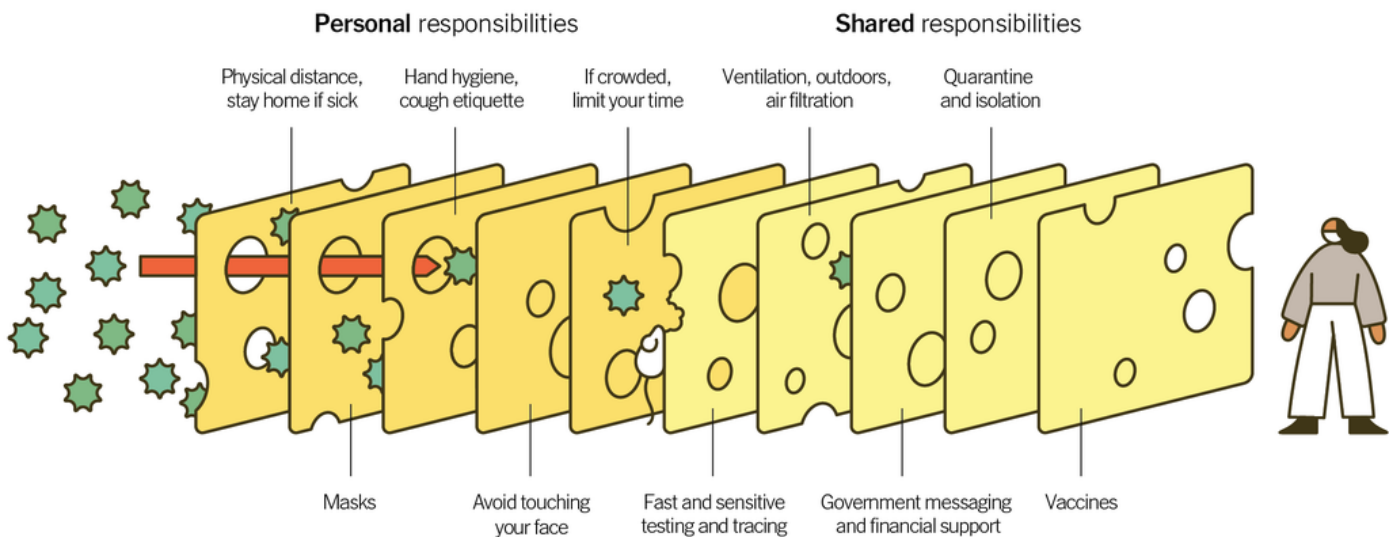 Personal responsibilities
Shared responsibilities
Physical distance,
stay home if sick
Hand hygiene,
cough etiquette
If crowded,
limit your time
Ventilation, outdoors,
air filtration
Quarantine
and isolation
Masks
Avoid touching
your face
Fast and sensitive
testing and tracing
Government messaging
and financial support
Vaccines